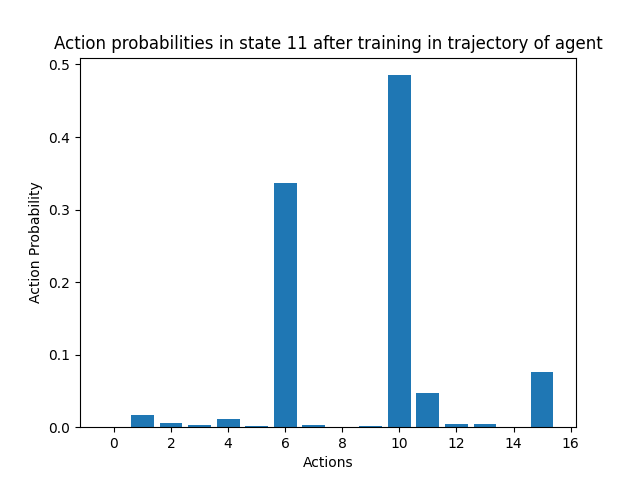 Action probabilities in state 11 after training in trajectory of agent
0.5
0.4
0.3
0.2
0.1
0.0
Action Probability
0 2 4 6 8 10 12 14 16
Actions